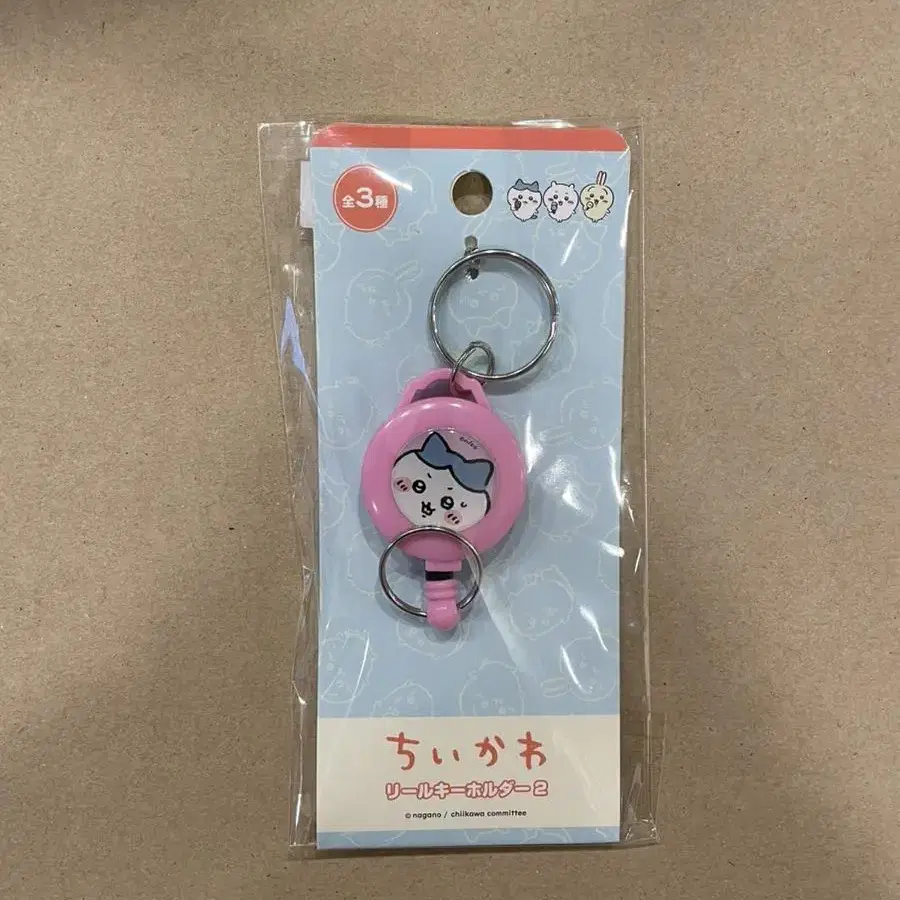 全3種
ちいかわ
リールキーホルダー2
©nagano / chiikawa committee